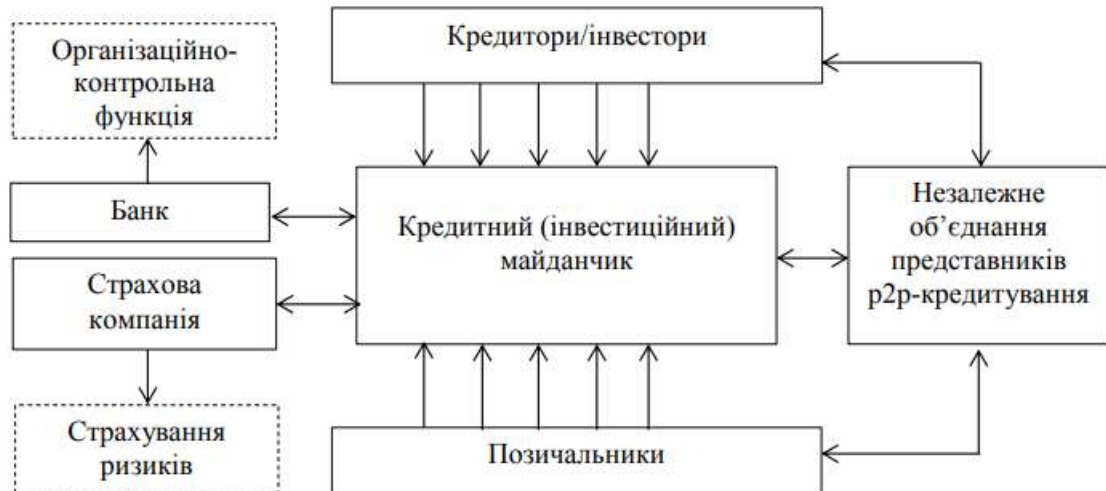 Організаційно-
контрольна
функція
Кредитори/інвестори
Банк
Кредитний (інвестиційний)
майданчик
Незалежне
об’єднання
представників
р2р-кредитування
Страхова
компанія
Страхування
ризиків
Позичальники